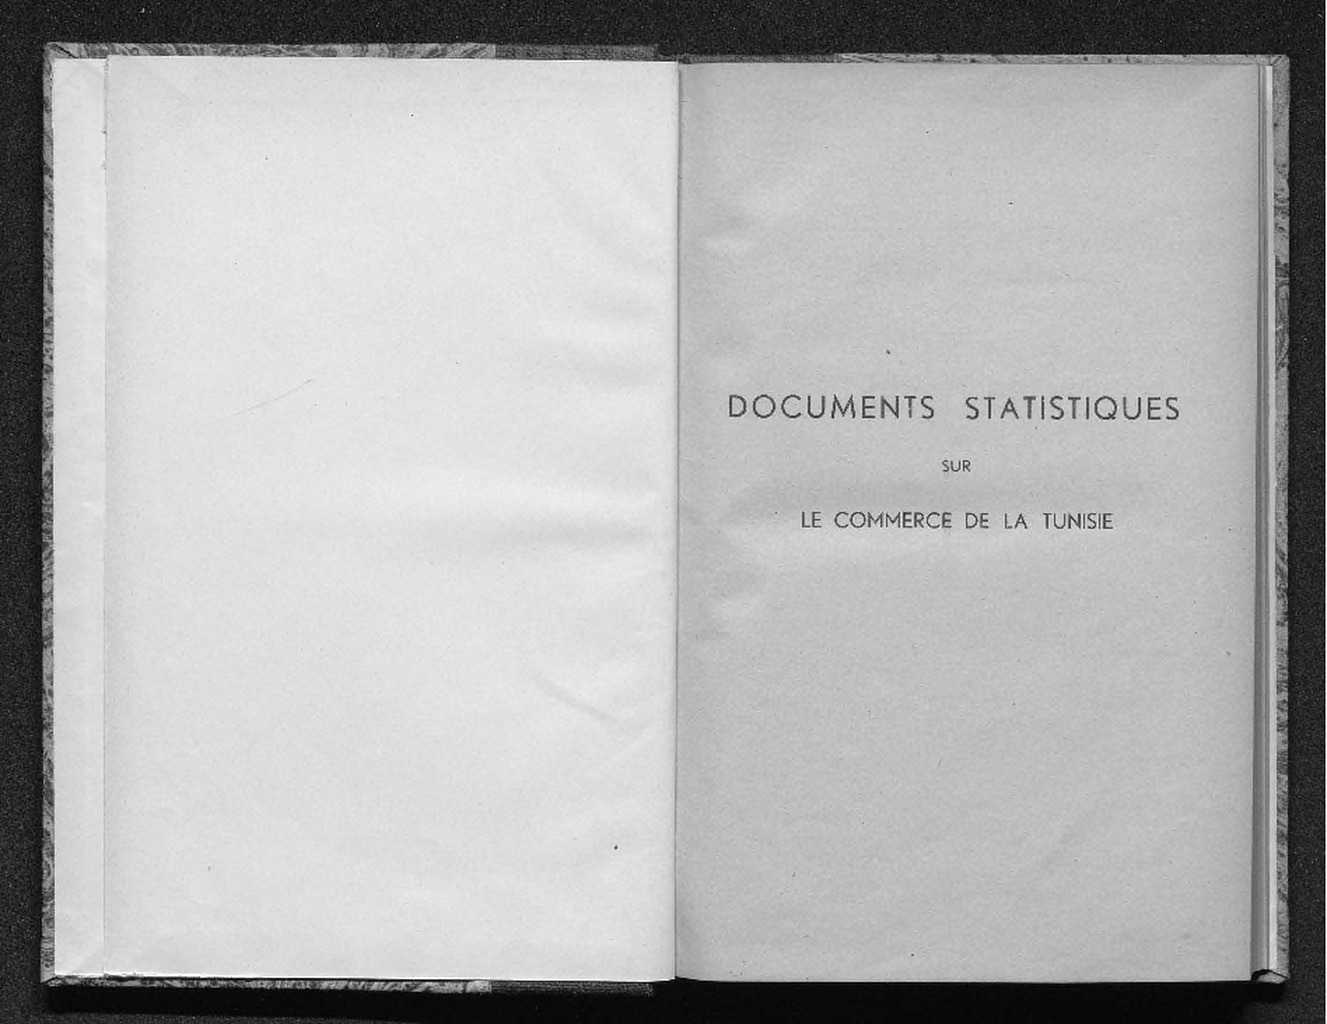 DOCUMENTS STATISTIQUES
SUR
LE COMMERCE DE LA TUNISIE